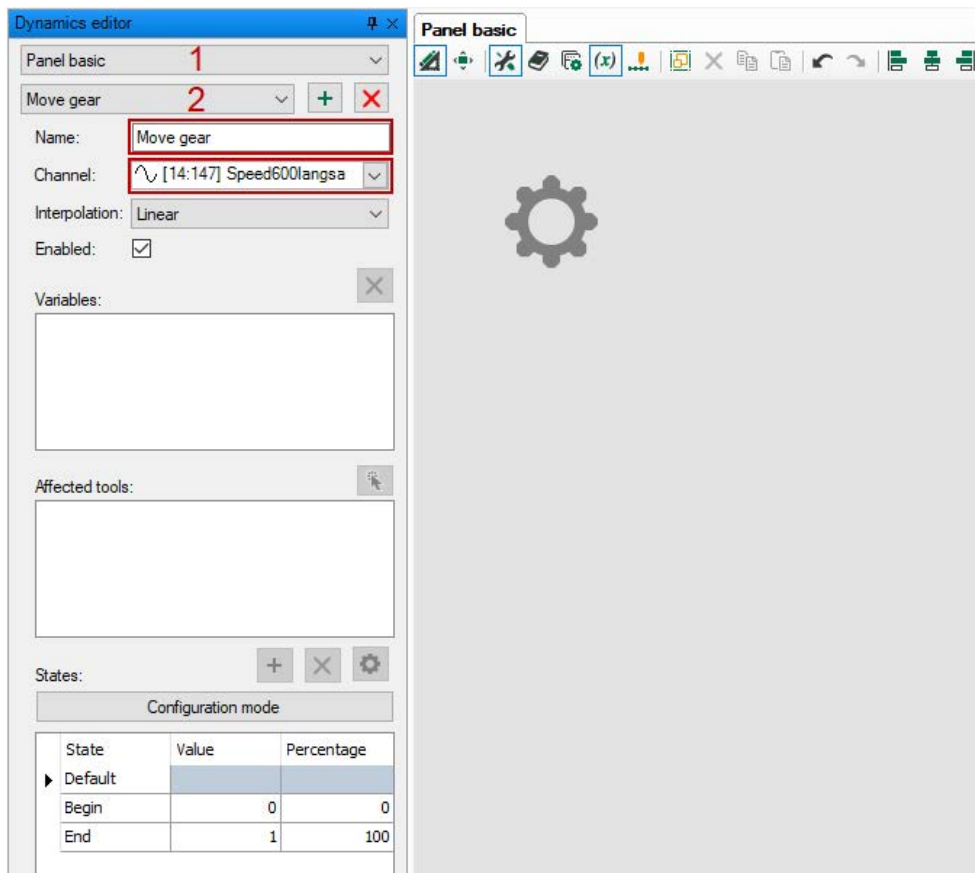 Dynamics editor
Panel basic 1
Move gear 2
Name: Move gear
Channel: [14:147] Speed600langsa
Interpolation: Linear
Enabled:
Variables:
Affected tools:
States:
Configuration mode
State Value Percentage
Default
Begin 0 0
End 1 100
Panel basic
(x)